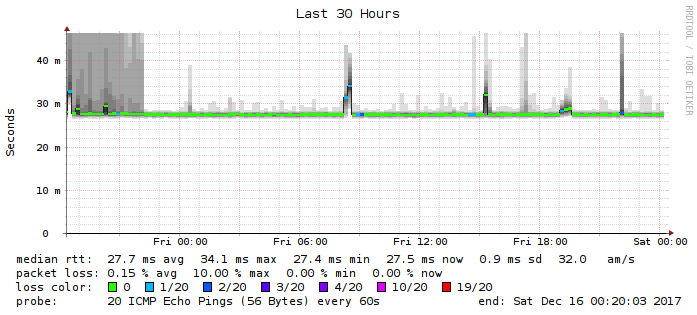 Last 30 Hours
RRDTOOL / TOBI OETIKER
Seconds
40 m
30 m
20 m
10 m
0
Fri 00:00 Fri 06:00 Fri 12:00 Fri 18:00 Sat 00:00
median rtt: 27.7 ms avg 34.1 ms max 27.4 ms min 27.5 ms now 0.9 ms sd 32.0 am/s
packet loss: 0.15 % avg 10.00 % max 0.00 % min 0.00 % now
loss color: 0 1/20 2/20 3/20 4/20 10/20 19/20
probe: 20 ICMP Echo Pings (56 Bytes) every 60s end: Sat Dec 16 00:20:03 2017